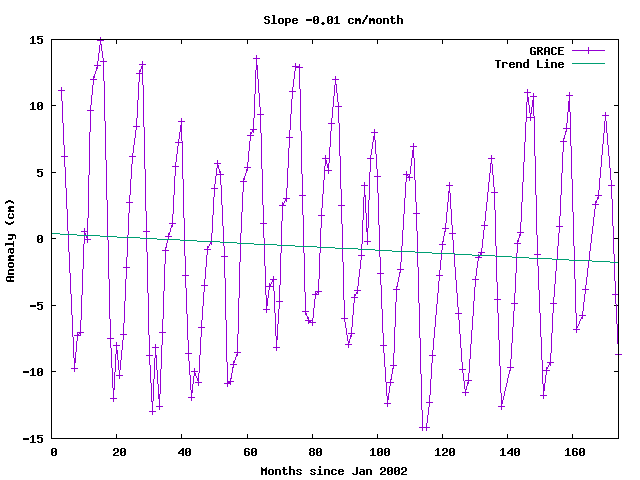 Slope -0.01 cm/month
GRACE
Trend Line
15
10
5
0
-5
-10
-15
Anomaly (cm)
0 20 40 60 80 100 120 140 160
Months since Jan 2002